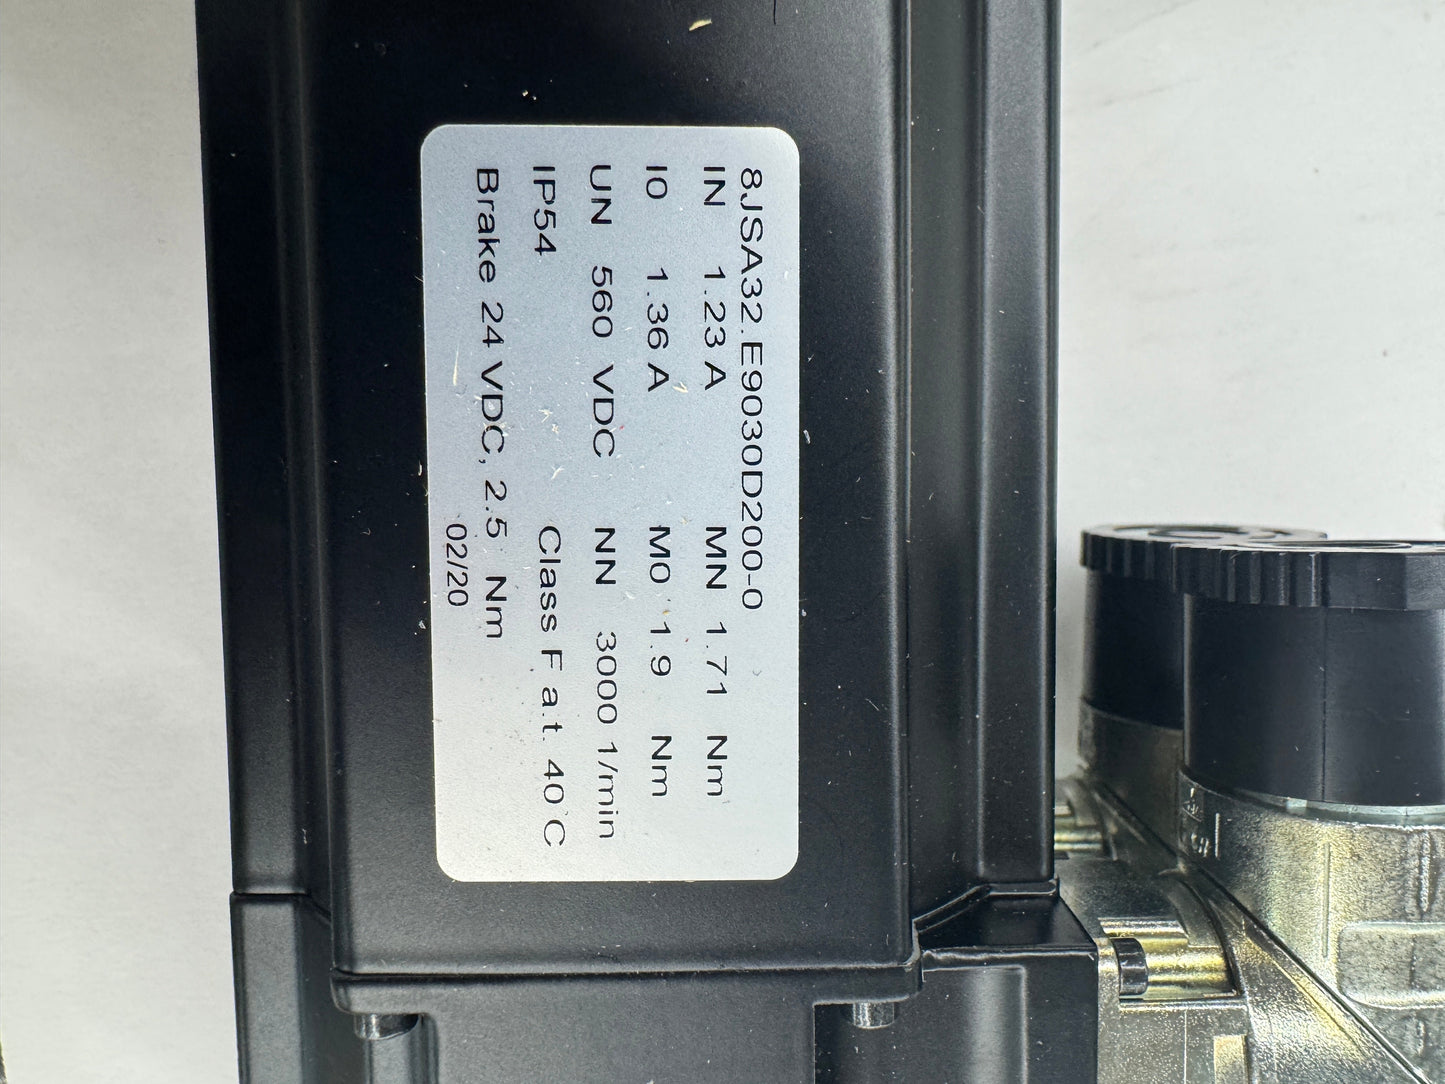 8JSA32.E9030D200-0
IN 1.23 A MN 1.71 Nm
I0 1.36 A M0 1.9 Nm
UN 560 VDC NN 3000 1/min
IP54 Class F a.t. 40°C
Brake 24 VDC, 2.5 Nm
02/20